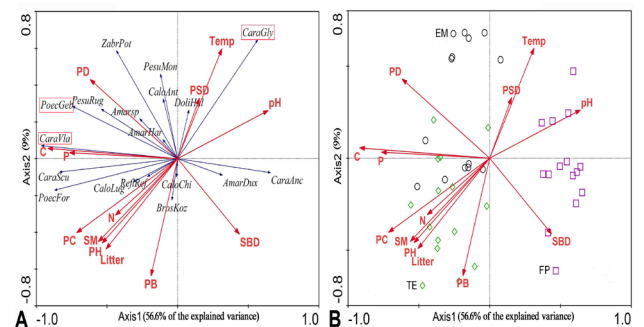 0.8
CaraGly
ZabrPot
Temp
PesuMon
PD
CaloAnt
PSD
PoecGeb
PesuRug
DoliHal
pH
Amarsp
AmarHar
CaraVla
C
P
CaraScu
BeffRef
CaloChi
AmarDux
CaraAnc
PoecFor
CaloLug
BrosKoz
N
PC
SM
SBD
PH
Litter
PB
Axis2 (9%)
-0.8
A
-1.0
Axis1 (56.6% of the explained variance)
1.0
0.8
EM
Temp
PD
PSD
pH
C
P
N
PC
SM
SBD
PH
Litter
PB
FP
TE
Axis2 (9%)
-0.8
B
-1.0
Axis1 (56.6% of the explained variance)
1.0